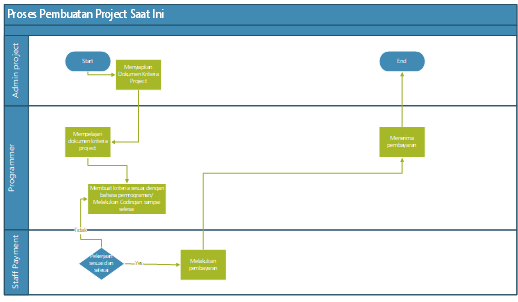 Proses Pembuatan Project Saat Ini
Admin project
Start
Menyiapkan
Dokumen Kriteria
Project
End
Programmer
Mempelajari
dokumen kriteria
project
Menerima
pembayaran
Membuat kriteria sesuai dengan
bahasa pemrograman/
Melakukan Codingan sampai
selesai
Tidak
Staff Payment
Pekerjaan
sesuai dan
selesai
Yes
Melakukan
pembayaran